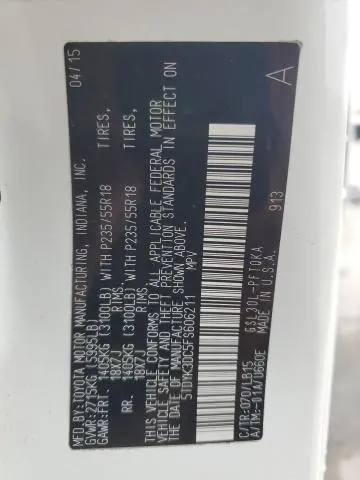 MFD.BY:TOYOTA MOTOR MANUFACTURING, INDIANA, INC. 04/15
GVWR:2715KG (5995LB)
GAWR:FRT. 1405KG (3100LB) WITH P235/55R18 TIRES,
18X7J RIMS.
RR. 1405KG (3100LB) WITH P235/55R18 TIRES,
18X7J RIMS.
THIS VEHICLE CONFORMS TO ALL APPLICABLE FEDERAL MOTOR
VEHICLE SAFETY AND THEFT PREVENTION STANDARDS IN EFFECT ON
THE DATE OF MANUFACTURE SHOWN ABOVE.
5TDYK3DC5FS606211 MPV A
C/TR:070/LB15 GSL30L-PFTQKA
A/TM:-01A/U660E MADE IN U.S.A. 913